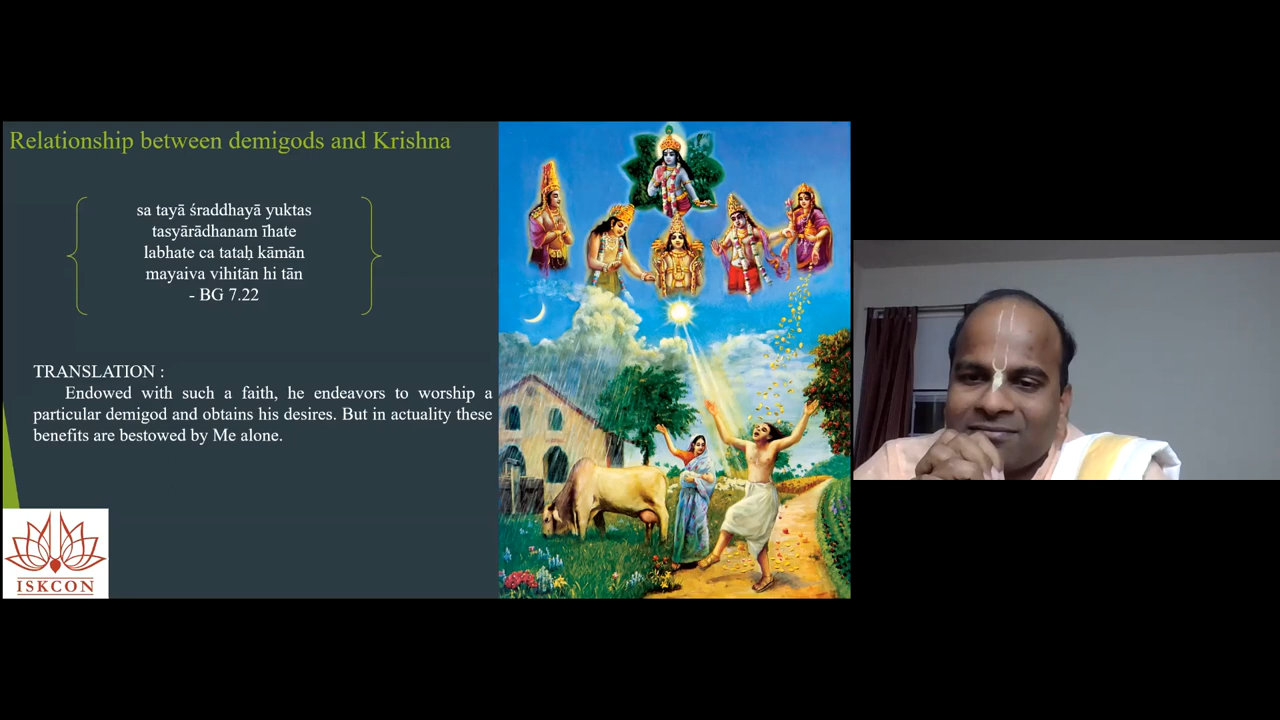 Relationship between demigods and Krishna
sa tayā śraddhayā yuktas
tasyārādhanam īhate
labhate ca tataḥ kāmān
mayaiva vihitān hi tān
- BG 7.22
TRANSLATION :
Endowed with such a faith, he endeavors to worship a
particular demigod and obtains his desires. But in actuality these
benefits are bestowed by Me alone.
ISKCON